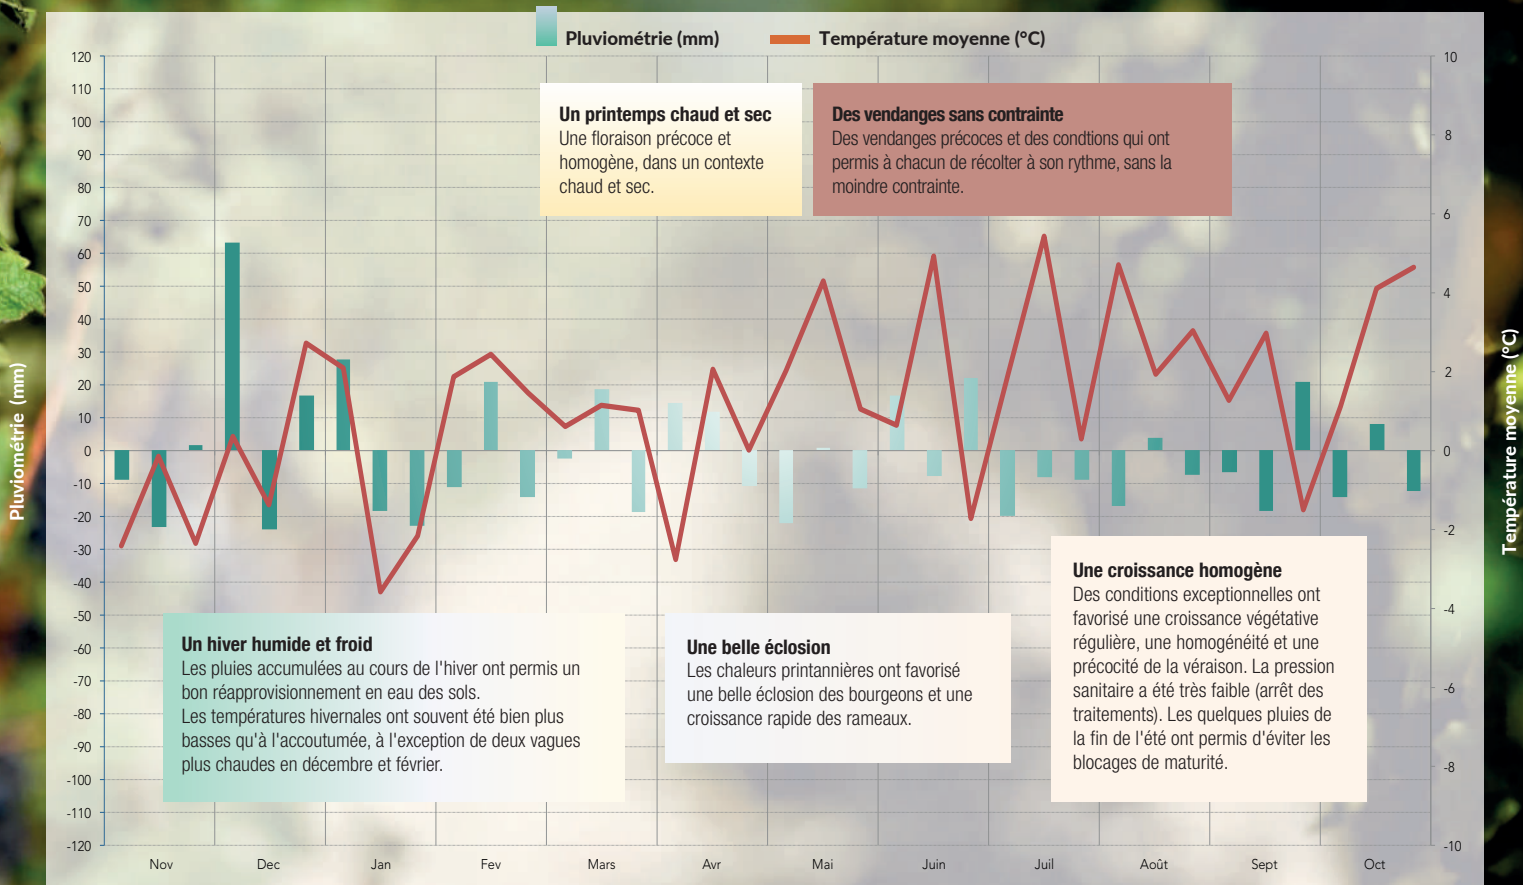 Pluviométrie (mm)
Température moyenne (°C)
120
110
100
90
80
70
60
50
40
30
20
10
0
-10
-20
-30
-40
-50
-60
-70
-80
-90
-100
-110
-120
Pluviométrie (mm)
Un printemps chaud et sec
Une floraison précoce et
homogène, dans un contexte
chaud et sec.
Des vendanges sans contrainte
Des vendanges précoces et des condtions qui ont
permis à chacun de récolter à son rythme, sans la
moindre contrainte.
Un hiver humide et froid
Les pluies accumulées au cours de l'hiver ont permis un
bon réapprovisionnement en eau des sols.
Les températures hivernales ont souvent été bien plus
basses qu'à l'accoutumée, à l'exception de deux vagues
plus chaudes en décembre et février.
Une belle éclosion
Les chaleurs printannières ont favorisé
une belle éclosion des bourgeons et une
croissance rapide des rameaux.
Une croissance homogène
Des conditions exceptionnelles ont
favorisé une croissance végétative
régulière, une homogénéité et une
précocité de la véraison. La pression
sanitaire a été très faible (arrêt des
traitements). Les quelques pluies de
la fin de l'été ont permis d'éviter les
blocages de maturité.
10
8
6
4
2
0
-2
-4
-6
-8
-10
Température moyenne (°C)
Nov
Dec
Jan
Fev
Mars
Avr
Mai
Juin
Juil
Août
Sept
Oct